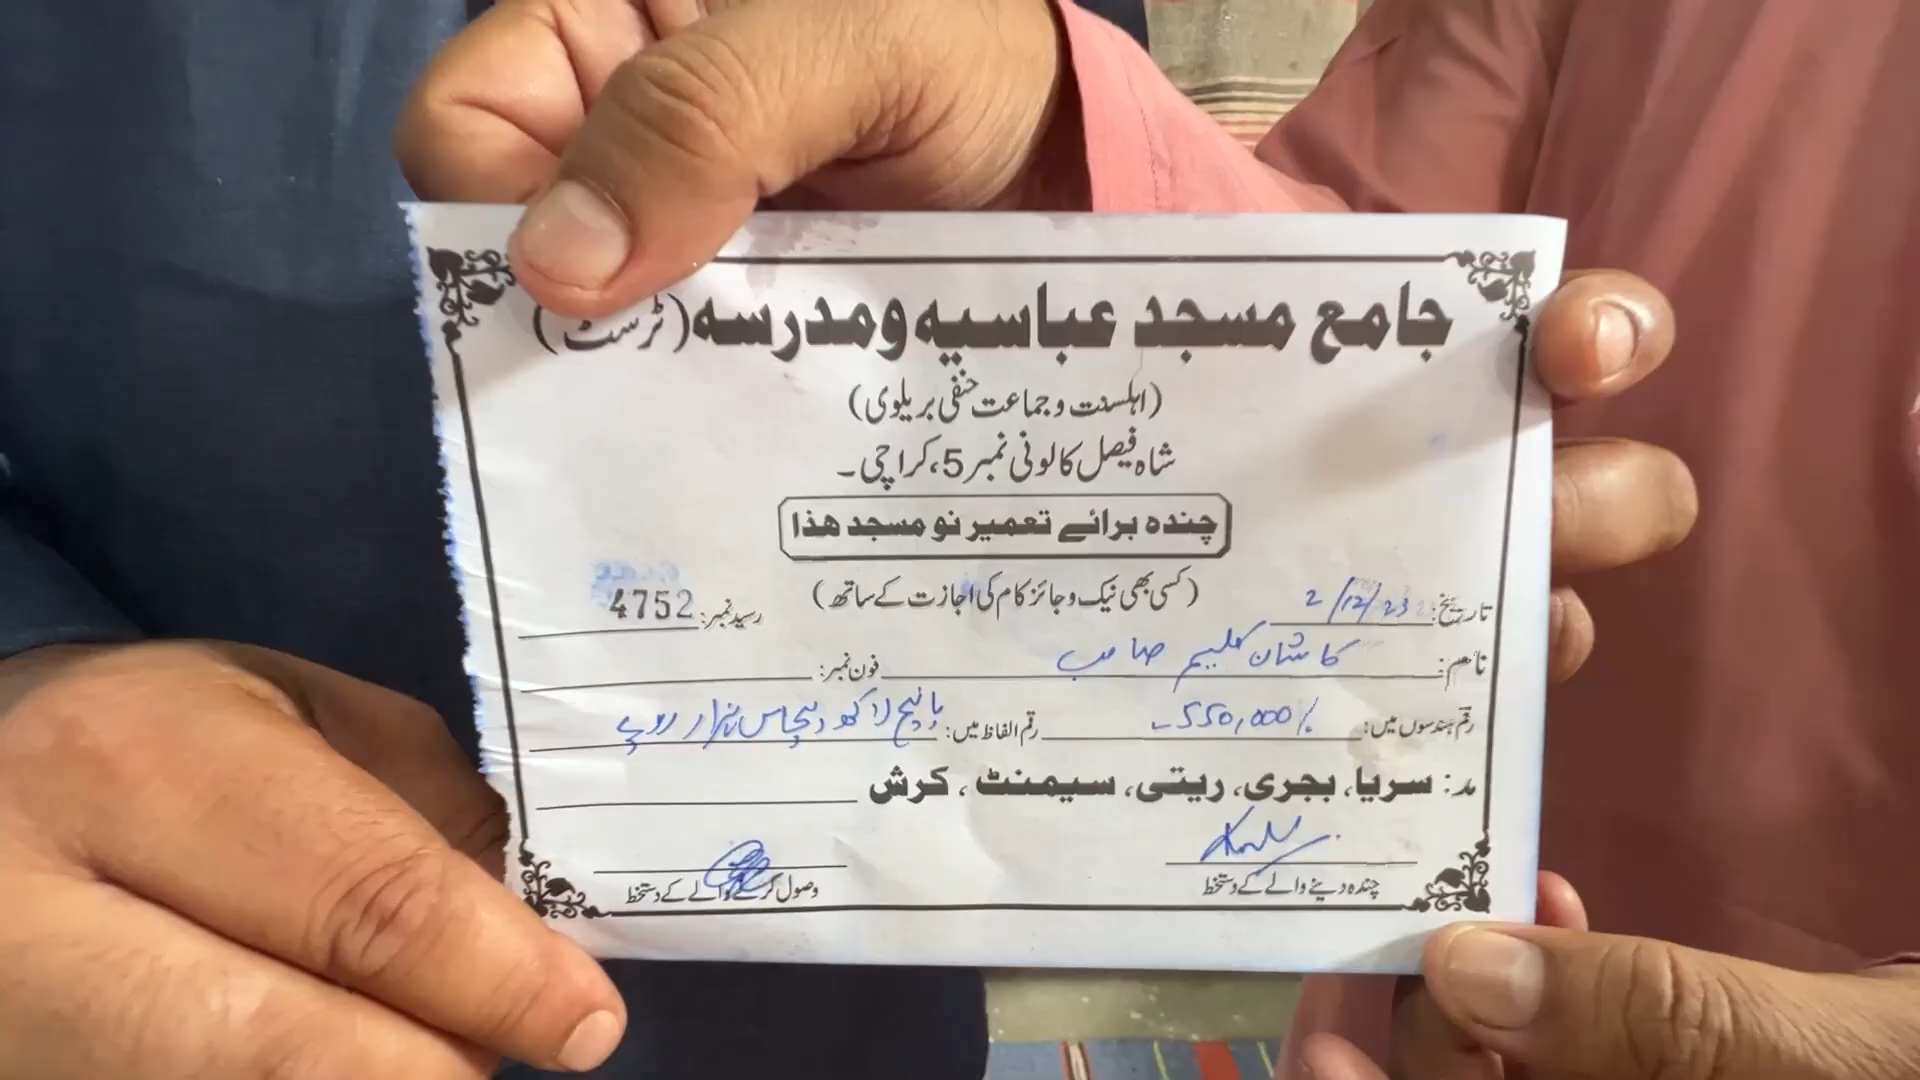 جامع مسجد عباسیہ ومدرسہ (ٹرسٹ)
(اہلسنت وجماعت حنفی بریلوی)
شاہ فیصل کالونی نمبر 5، کراچی۔
چندہ برائے تعمیر نو مسجد ھذا
(کسی بھی نیک وجائز کام کی اجازت کے ساتھ)
تاریخ: 2/12/23 رسید نمبر: 4752
نام: کاشان کلیم صاحب فون نمبر:
رقم ہندسوں میں: 550,000/- رقم الفاظ میں: پانچ لاکھ پچاس ہزار روپے
مد: سریا، بجری، ریتی، سیمنٹ، کرش
چندہ دینے والے کے دستخط وصول کرنے والے کے دستخط